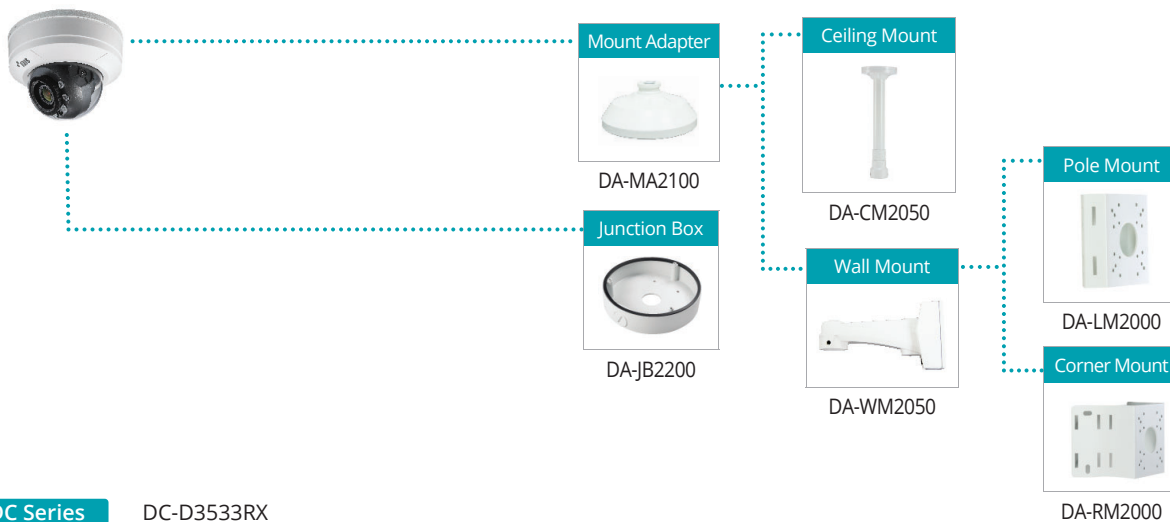 Mount Adapter
DA-MA2100
Junction Box
DA-JB2200
Ceiling Mount
DA-CM2050
Wall Mount
DA-WM2050
Pole Mount
DA-LM2000
Corner Mount
DA-RM2000
DC Series
DC-D3533RX